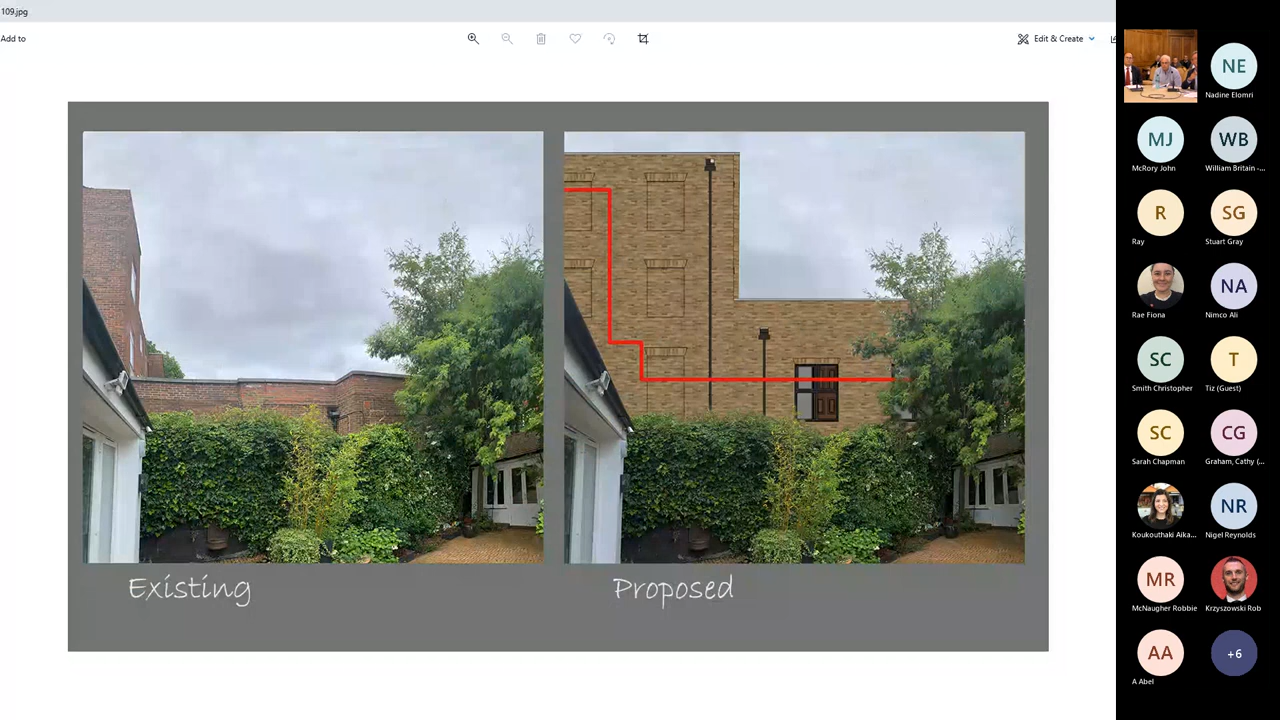 109.jpg
Add to
Edit & Create
Existing
Proposed
NE
Nadine Elomri
MJ
McRory John
WB
William Britain -...
R
Ray
SG
Stuart Gray
Rae Fiona
NA
Nimco Ali
SC
Smith Christopher
T
Tiz (Guest)
SC
Sarah Chapman
CG
Graham, Cathy (...
Koukouthaki Aika...
NR
Nigel Reynolds
MR
McNaugher Robbie
Krzyszowski Rob
AA
A Abel
+6